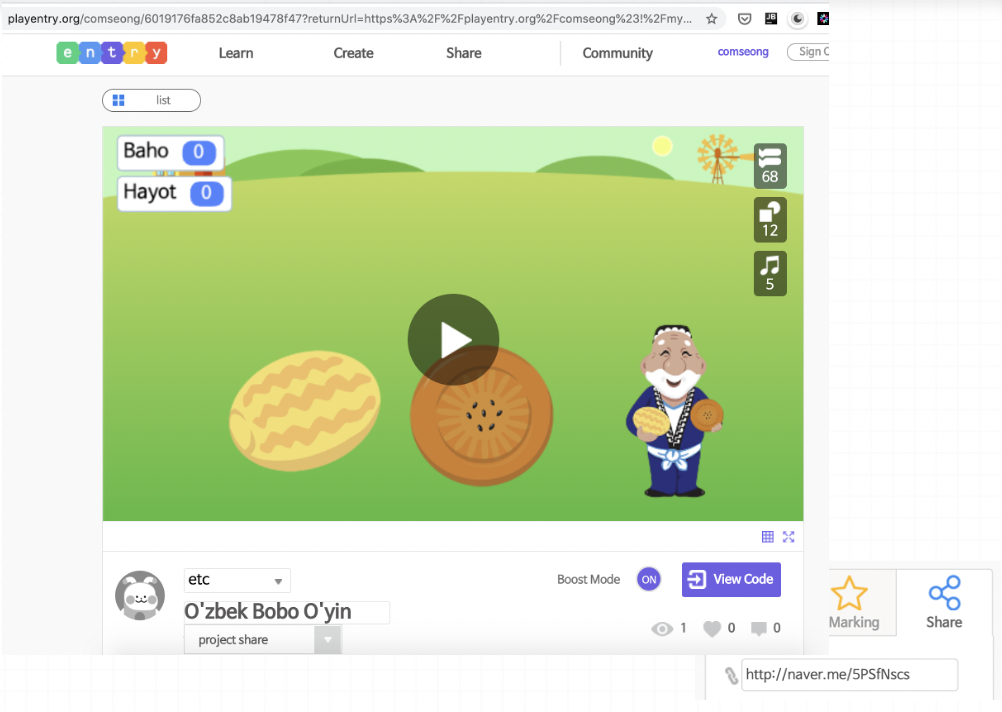 playentry.org/comseong/6019176fa852c8ab19478f47?returnUrl=https%3A%2F%2Fplayentry.org%2Fcomseong%23!%2Fmy...
JB
entry
Learn
Create
Share
Community
comseong
Sign O
list
Baho 0
Hayot 0
68
12
5
etc
Boost Mode
ON
View Code
O'zbek Bobo O'yin
project share
1
0
0
Marking
Share
http://naver.me/5PSfNscs